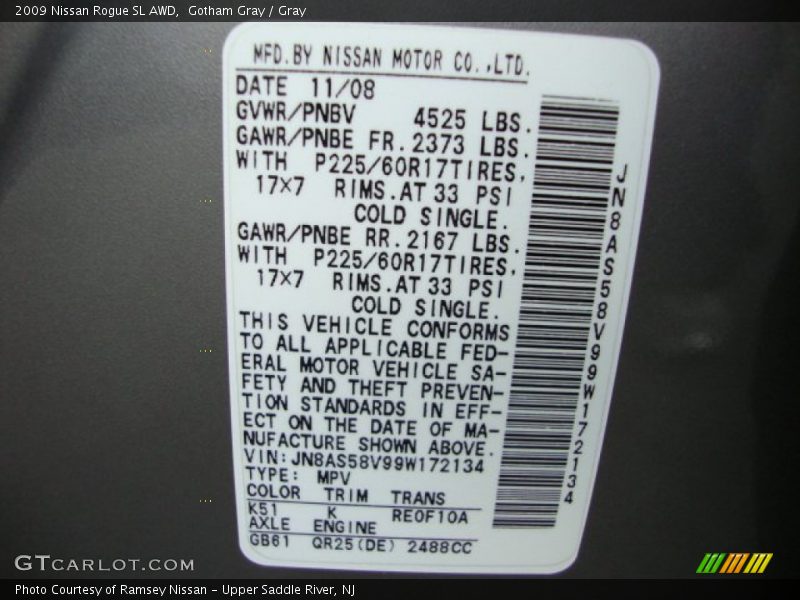 2009 Nissan Rogue SL AWD,  Gotham Gray / Gray
MFD.BY NISSAN MOTOR CO.,LTD.
DATE 11/08
GVWR/PNBV 4525 LBS.
GAWR/PNBE FR.2373 LBS.
WITH P225/60R17TIRES,
17×7 RIMS.AT 33 PSI
COLD SINGLE.
GAWR/PNBE RR.2167 LBS.
WITH P225/60R17TIRES,
17×7 RIMS.AT 33 PSI
COLD SINGLE.
THIS VEHICLE CONFORMS
TO ALL APPLICABLE FED-
ERAL MOTOR VEHICLE SA-
FETY AND THEFT PREVEN-
TION STANDARDS IN EFF-
ECT ON THE DATE OF MA-
NUFACTURE SHOWN ABOVE.
VIN:JN8AS58V99W172134
TYPE: MPV
COLOR TRIM TRANS
K51 K RE0F10A
AXLE ENGINE
GB61 QR25(DE) 2488CC
JN8AS58V99W172134
GTCARLOT.COM
Photo Courtesy of Ramsey Nissan - Upper Saddle River, NJ